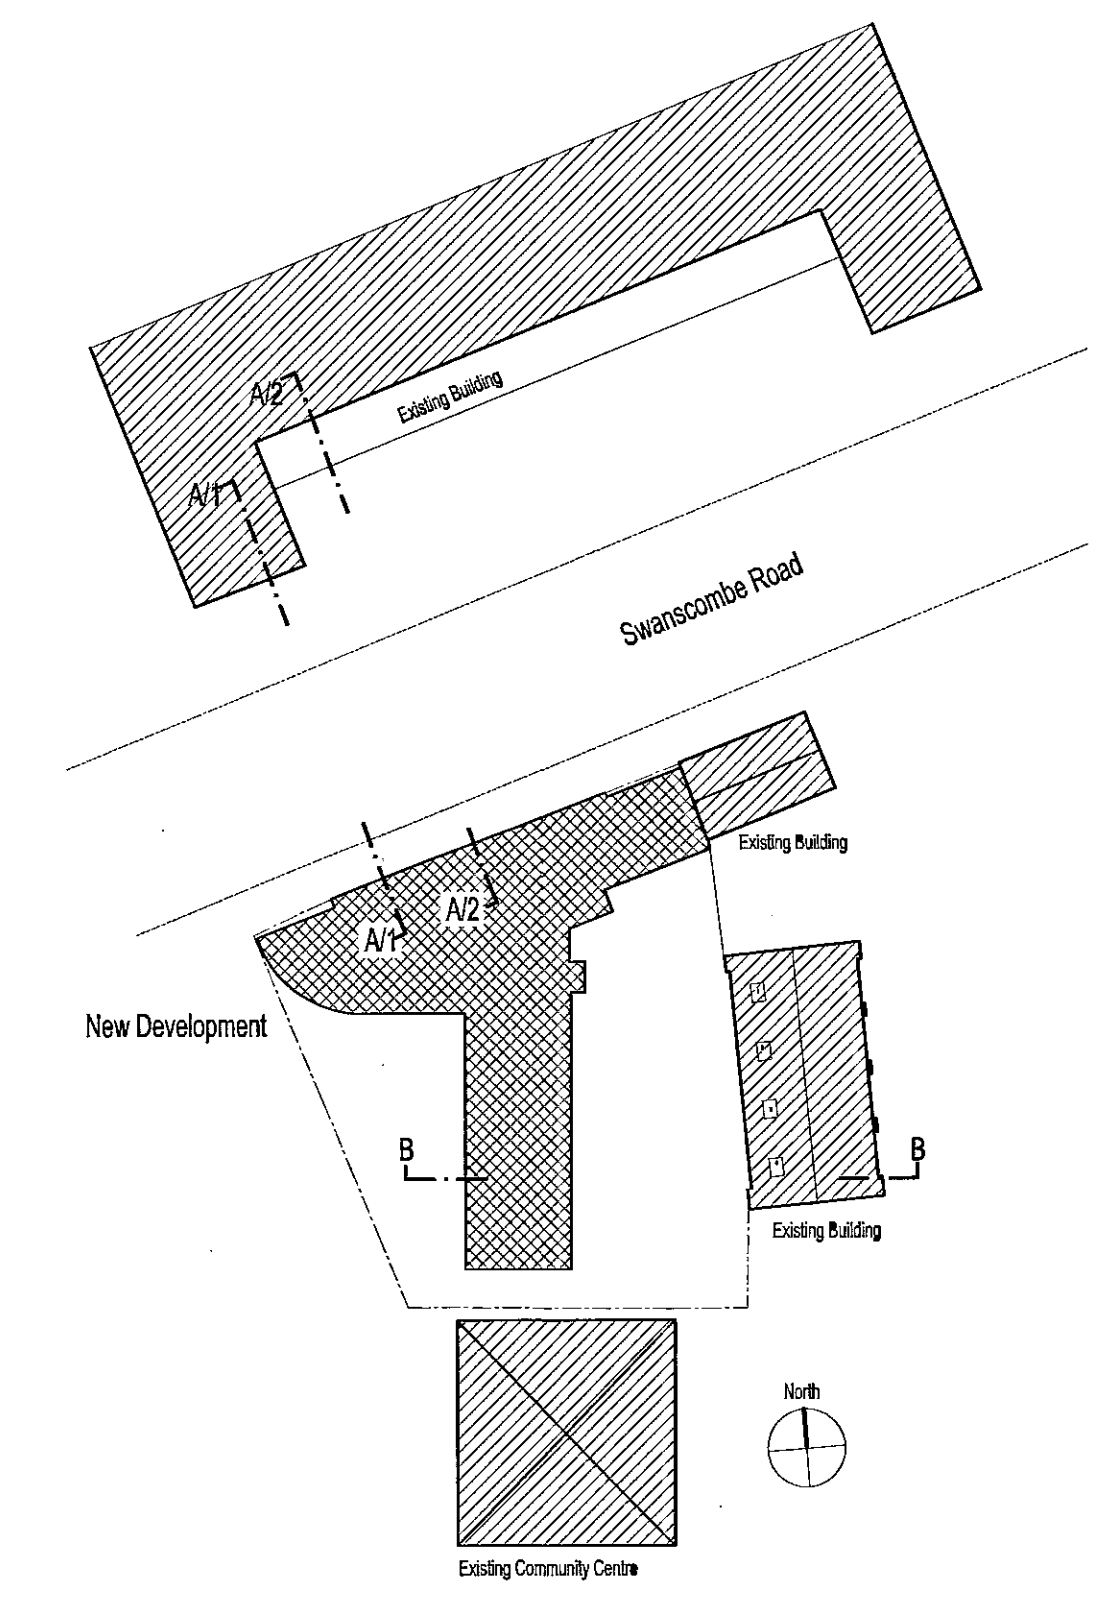 A/2
Existing Building
A/1
Swanscombe Road
Existing Building
A/2
A/1
New Development
B
B
Existing Building
North
Existing Community Centre